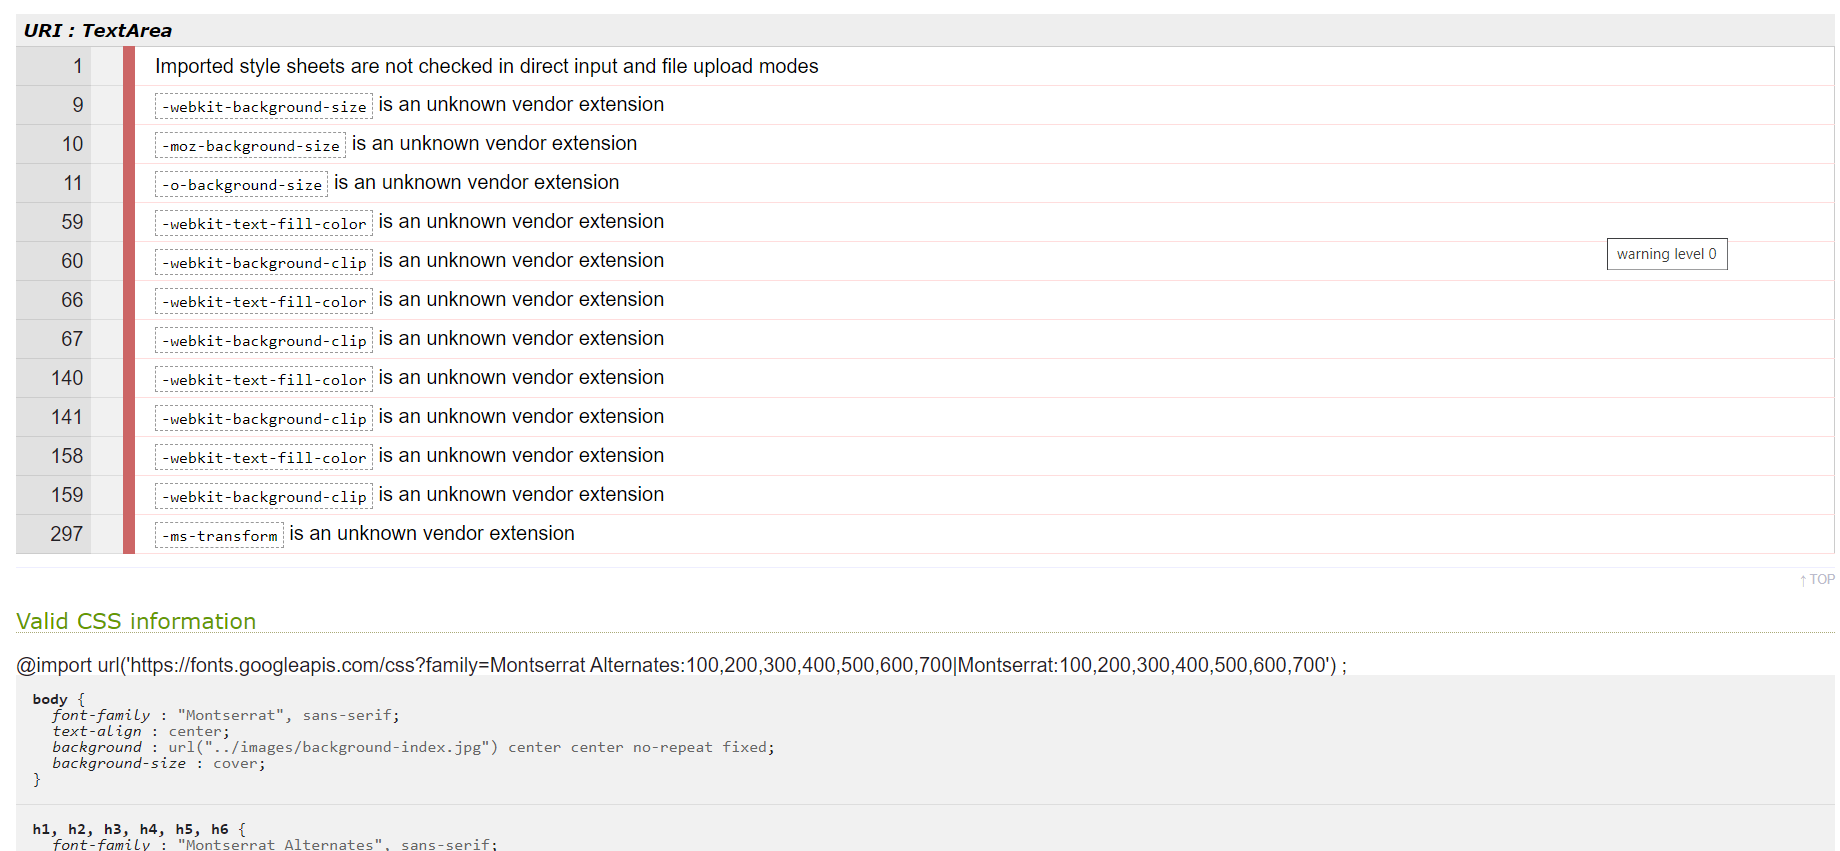 URI : TextArea
1 Imported style sheets are not checked in direct input and file upload modes
9 -webkit-background-size is an unknown vendor extension
10 -moz-background-size is an unknown vendor extension
11 -o-background-size is an unknown vendor extension
59 -webkit-text-fill-color is an unknown vendor extension
60 -webkit-background-clip is an unknown vendor extension
warning level 0
66 -webkit-text-fill-color is an unknown vendor extension
67 -webkit-background-clip is an unknown vendor extension
140 -webkit-text-fill-color is an unknown vendor extension
141 -webkit-background-clip is an unknown vendor extension
158 -webkit-text-fill-color is an unknown vendor extension
159 -webkit-background-clip is an unknown vendor extension
297 -ms-transform is an unknown vendor extension
↑ TOP
Valid CSS information
@import url('https://fonts.googleapis.com/css?family=Montserrat Alternates:100,200,300,400,500,600,700|Montserrat:100,200,300,400,500,600,700') ;
body {
font-family : "Montserrat", sans-serif;
text-align : center;
background : url("../images/background-index.jpg") center center no-repeat fixed;
background-size : cover;
}
h1, h2, h3, h4, h5, h6 {
font-family : "Montserrat Alternates", sans-serif;